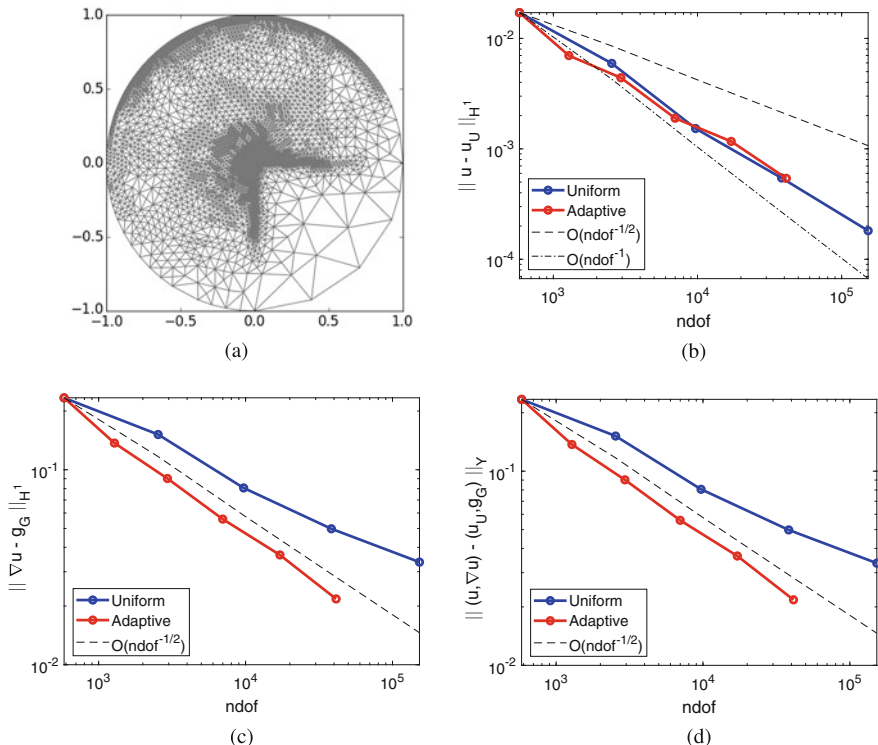 1.0
0.5
0.0
−0.5
−1.0
−1.0
−0.5
0.0
0.5
1.0
(a)
|| u - u_U ||_H^1
10^-2
10^-3
10^-4
Uniform
Adaptive
O(ndof^-1/2)
O(ndof^-1)
10^3
10^4
10^5
ndof
(b)
|| ∇u - g_G ||_H^1
10^-1
10^-2
Uniform
Adaptive
O(ndof^-1/2)
10^3
10^4
10^5
ndof
(c)
|| (u,∇u) - (u_U,g_G) ||_Y
10^-1
10^-2
Uniform
Adaptive
O(ndof^-1/2)
10^3
10^4
10^5
ndof
(d)